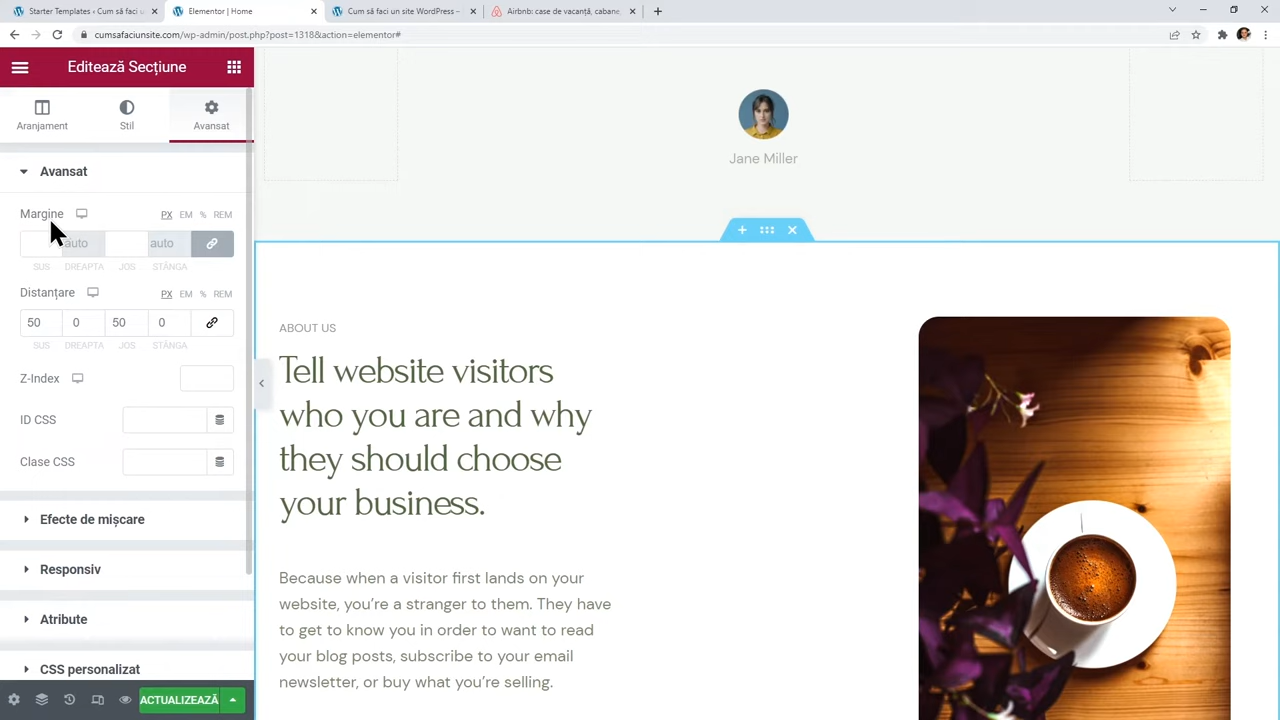 Starter Templates ‹ Cum să faci u
Elementor | Home
Cum să faci un site WordPress –
Airbnb: case de vacanță, cabane,
cumsafaciunsite.com/wp-admin/post.php?post=1318&action=elementor#
Editează Secțiune
Aranjament
Stil
Avansat
Avansat
Margine
PX EM % REM
auto auto
SUS DREAPTA JOS STÂNGA
Distanțare
PX EM % REM
50 0 50 0
SUS DREAPTA JOS STÂNGA
Z-Index
ID CSS
Clase CSS
Efecte de mișcare
Responsiv
Atribute
CSS personalizat
ACTUALIZEAZĂ
Jane Miller
ABOUT US
Tell website visitors
who you are and why
they should choose
your business.
Because when a visitor first lands on your
website, you’re a stranger to them. They have
to get to know you in order to want to read
your blog posts, subscribe to your email
newsletter, or buy what you’re selling.